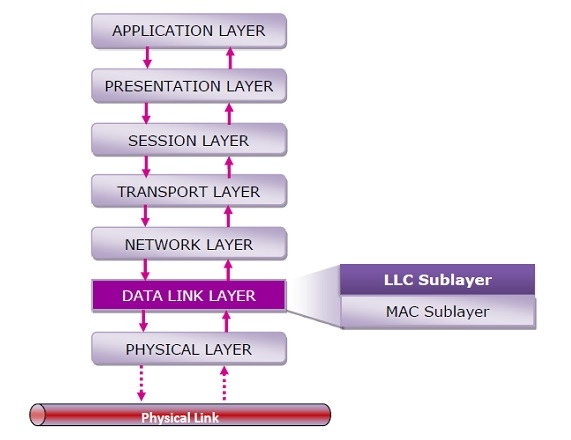 APPLICATION LAYER
PRESENTATION LAYER
SESSION LAYER
TRANSPORT LAYER
NETWORK LAYER
DATA LINK LAYER
LLC Sublayer
MAC Sublayer
PHYSICAL LAYER
Physical Link